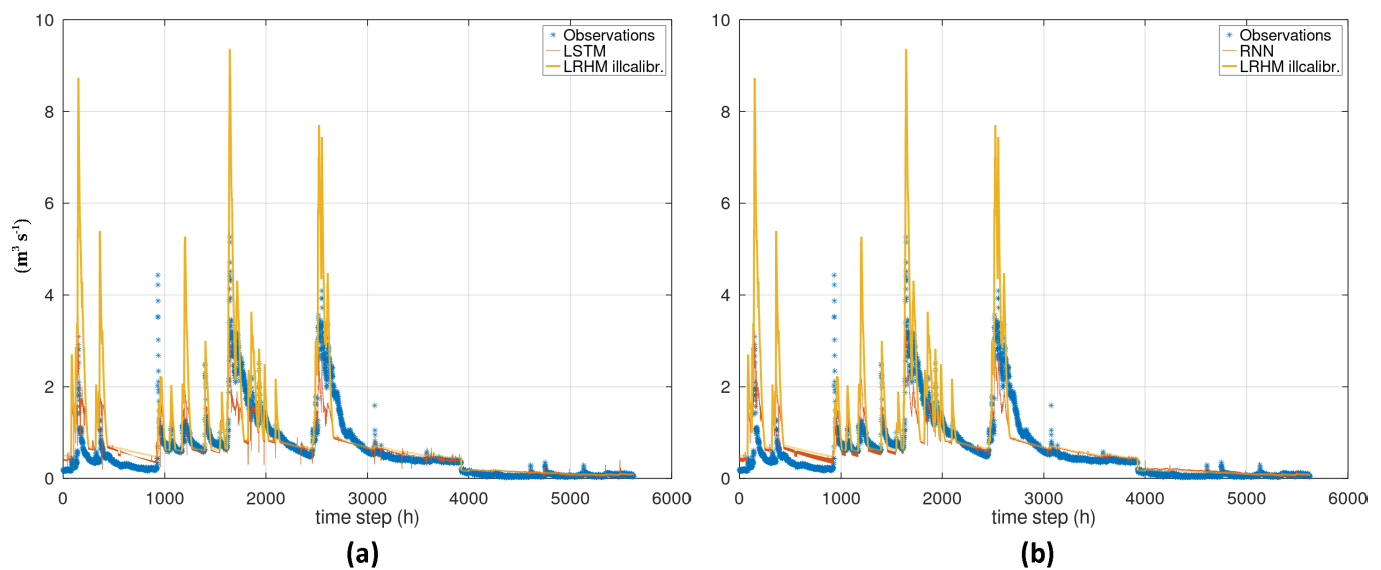 10
8
6
4
2
0
(m³ s⁻¹)
Observations
LSTM
LRHM illcalibr.
0 1000 2000 3000 4000 5000 6000
time step (h)
(a)
10
8
6
4
2
0
Observations
RNN
LRHM illcalibr.
0 1000 2000 3000 4000 5000 6000
time step (h)
(b)